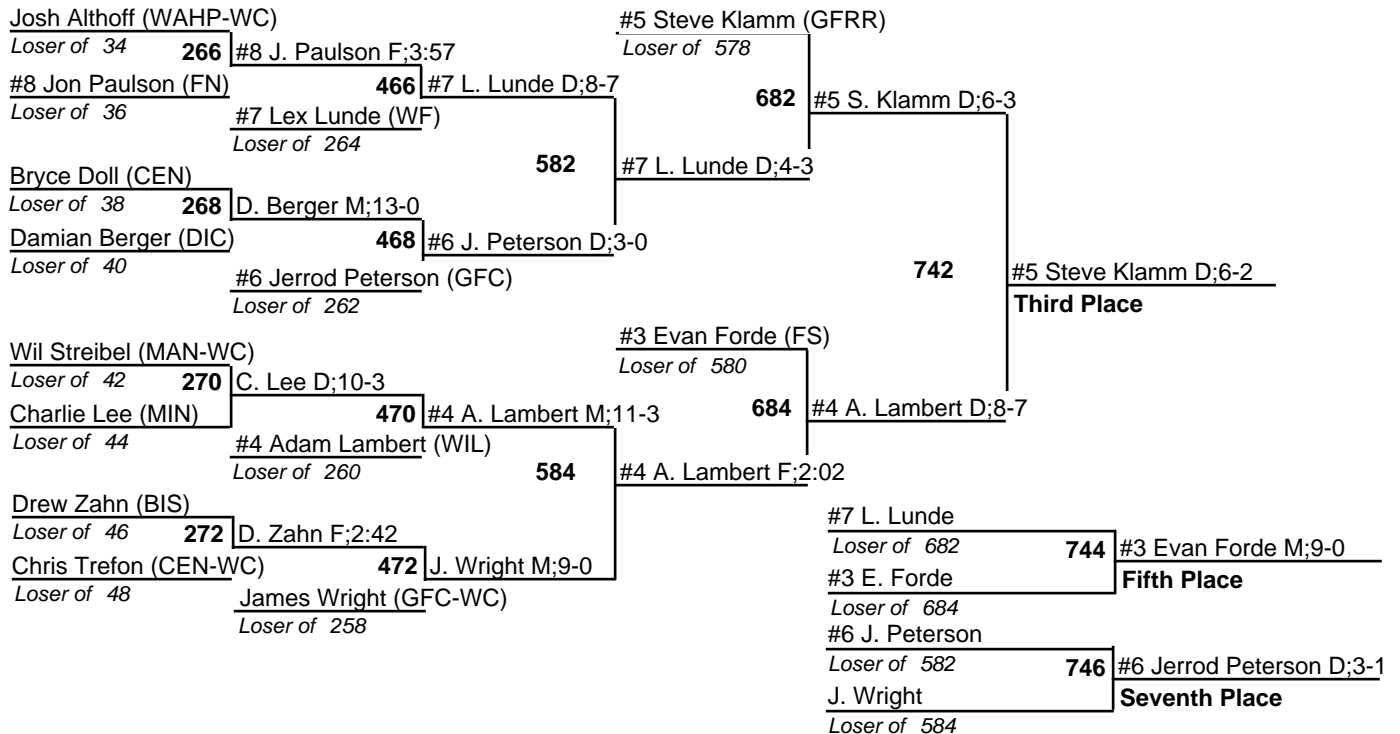 Josh Althoff (WAHP-WC)
Loser of 34
266
#8 J. Paulson F;3:57
#8 Jon Paulson (FN)
Loser of 36
466
#7 L. Lunde D;8-7
#7 Lex Lunde (WF)
Loser of 264
582
#7 L. Lunde D;4-3
Bryce Doll (CEN)
Loser of 38
268
D. Berger M;13-0
Damian Berger (DIC)
Loser of 40
468
#6 J. Peterson D;3-0
#6 Jerrod Peterson (GFC)
Loser of 262
#5 Steve Klamm (GFRR)
Loser of 578
682
#5 S. Klamm D;6-3
742
#5 Steve Klamm D;6-2
Third Place
Wil Streibel (MAN-WC)
Loser of 42
270
C. Lee D;10-3
Charlie Lee (MIN)
Loser of 44
470
#4 A. Lambert M;11-3
#4 Adam Lambert (WIL)
Loser of 260
584
#4 A. Lambert F;2:02
Drew Zahn (BIS)
Loser of 46
272
D. Zahn F;2:42
Chris Trefon (CEN-WC)
Loser of 48
472
J. Wright M;9-0
James Wright (GFC-WC)
Loser of 258
#3 Evan Forde (FS)
Loser of 580
684
#4 A. Lambert D;8-7
#7 L. Lunde
Loser of 682
744
#3 Evan Forde M;9-0
#3 E. Forde
Fifth Place
Loser of 684
#6 J. Peterson
Loser of 582
746
#6 Jerrod Peterson D;3-1
J. Wright
Seventh Place
Loser of 584